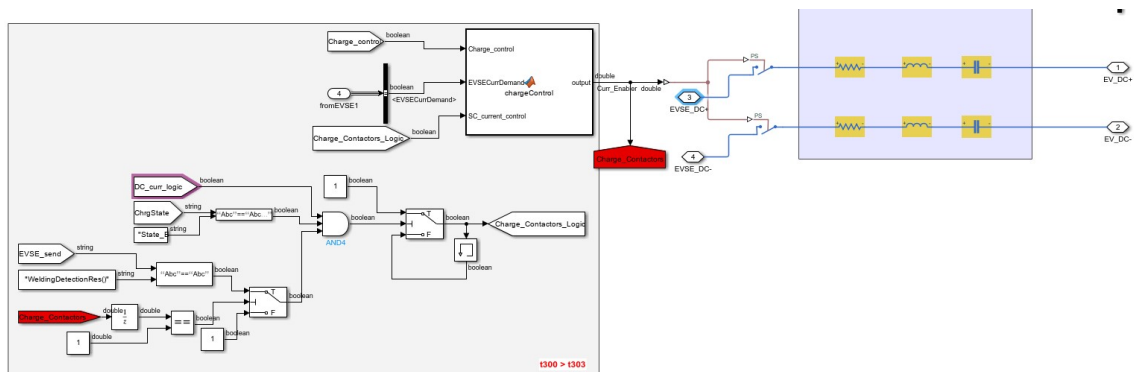 Charge_control
boolean
Charge_control
4
fromEVSE1
boolean
<EVSECurrDemand>
EVSECurrDemand
chargeControl
output
double
Curr_Enabler double
Charge_Contactors_Logic
boolean
SC_current_control
Charge_Contactors
PS
3
EVSE_DC+
PS
4
EVSE_DC-
1
EV_DC+
2
EV_DC-
DC_curr_logic
boolean
1
boolean
ChrgState
string
"Abc"=="Abc
boolean
"State_B
string
AND4
boolean
T
F
boolean
Charge_Contactors_Logic
boolean
EVSE_send
string
"WeldingDetectionRes()"
string
"Abc"=="Abc"
boolean
T
F
boolean
Charge_Contactors
double
1
z
double
==
boolean
1
double
1
boolean
t300 > t303